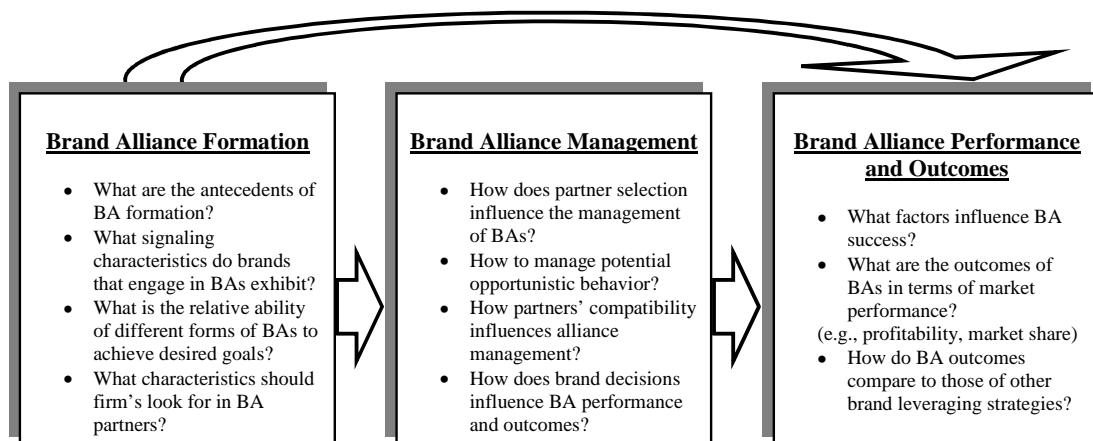 Brand Alliance Formation
• What are the antecedents of
BA formation?
• What signaling
characteristics do brands
that engage in BAs exhibit?
• What is the relative ability
of different forms of BAs to
achieve desired goals?
• What characteristics should
firm's look for in BA
partners?
Brand Alliance Management
• How does partner selection
influence the management
of BAs?
• How to manage potential
opportunistic behavior?
• How partners' compatibility
influences alliance
management?
• How does brand decisions
influence BA performance
and outcomes?
Brand Alliance Performance
and Outcomes
• What factors influence BA
success?
• What are the outcomes of
BAs in terms of market
performance?
(e.g., profitability, market share)
• How do BA outcomes
compare to those of other
brand leveraging strategies?